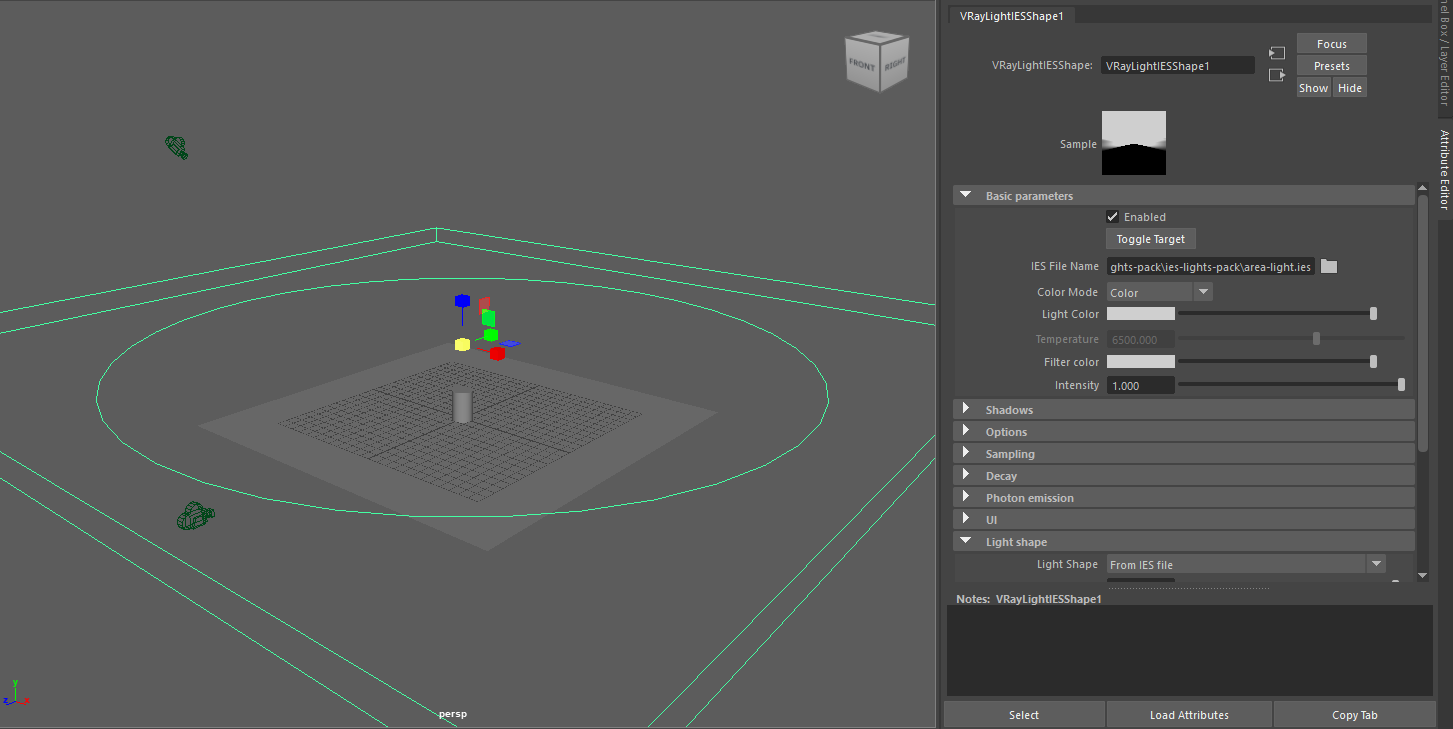 VRayLightIESShape1
VRayLightIESShape: VRayLightIESShape1
Focus
Presets
Show Hide
FRONT RIGHT
Sample
Basic parameters
Enabled
Toggle Target
IES File Name ghts-pack\ies-lights-pack\area-light.ies
Color Mode Color
Light Color
Temperature 6500.000
Filter color
Intensity 1.000
Shadows
Options
Sampling
Decay
Photon emission
UI
Light shape
Light Shape From IES file
Notes: VRayLightIESShape1
Select Load Attributes Copy Tab
persp
y
z x
nel Box / Layer Editor
Attribute Editor